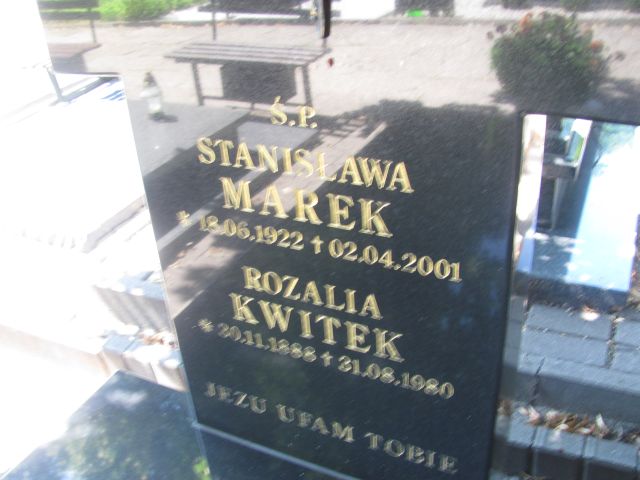 Ś.P.
STANISŁAWA
MAREK
* 18.06.1922 † 02.04.2001
ROZALIA
KWITEK
* 20.11.1888 † 31.08.1980
JEZU UFAM TOBIE